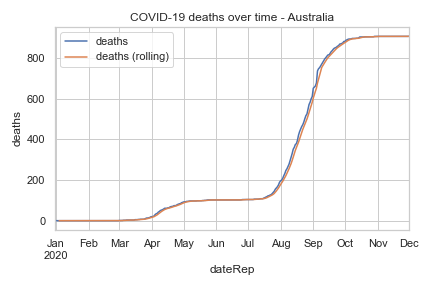 COVID-19 deaths over time - Australia
deaths
deaths (rolling)
800
600
400
200
0
deaths
Jan Feb Mar Apr May Jun Jul Aug Sep Oct Nov Dec
2020
dateRep